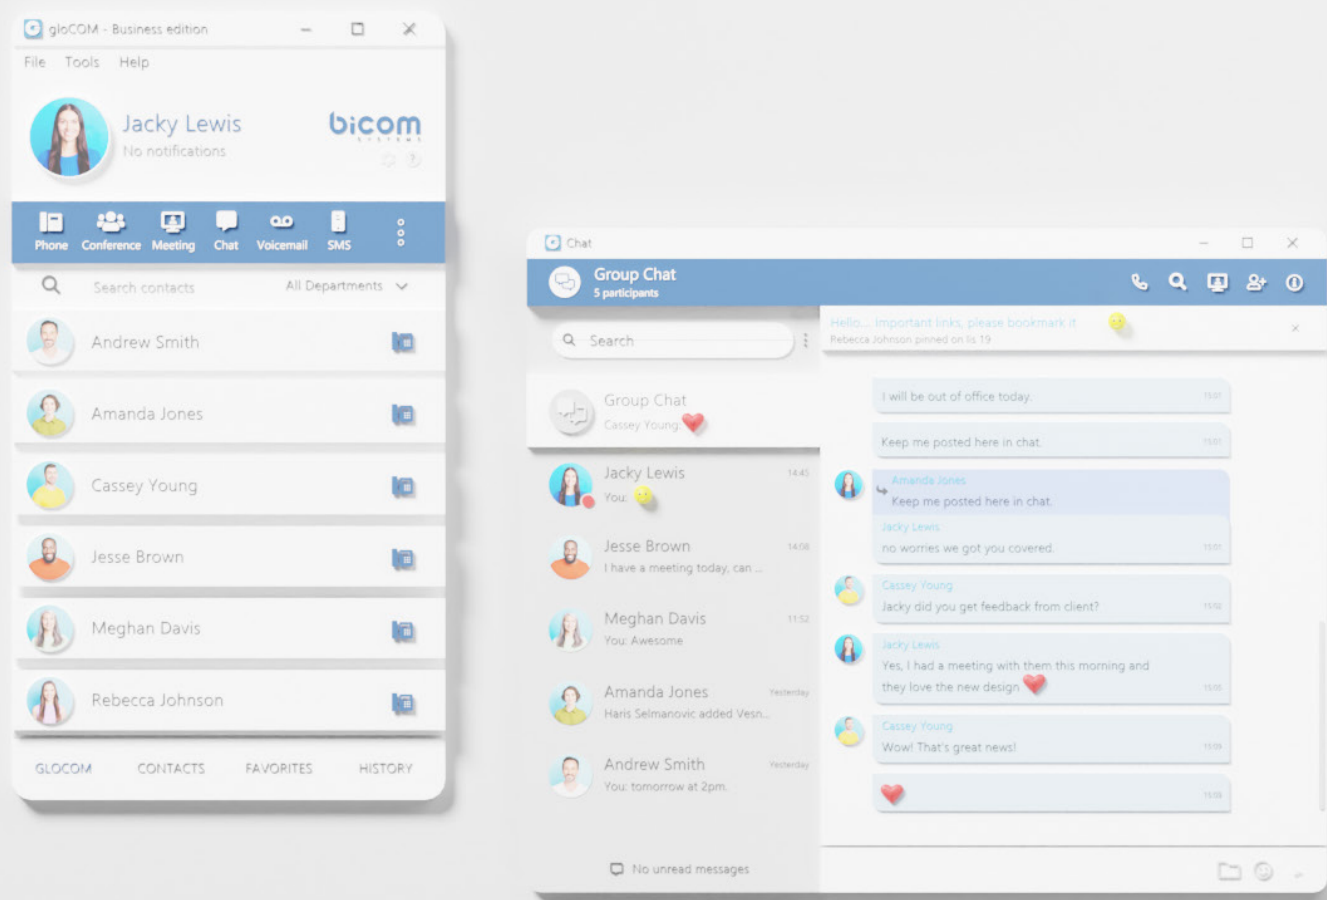 gloCOM - Business edition
File Tools Help
Jacky Lewis
No notifications
bicom
SYSTEMS
Phone Conference Meeting Chat Voicemail SMS
Search contacts All Departments
Andrew Smith
Amanda Jones
Cassey Young
Jesse Brown
Meghan Davis
Rebecca Johnson
GLOCOM CONTACTS FAVORITES HISTORY
Chat
Group Chat
5 participants
Search
Group Chat
Cassey Young:
Jacky Lewis 14:45
You:
Jesse Brown 14:08
I have a meeting today, can ...
Meghan Davis 11:52
You: Awesome
Amanda Jones Yesterday
Haris Selmanovic added Vesn...
Andrew Smith Yesterday
You: tomorrow at 2pm.
No unread messages
Hello.... Important links, please bookmark it
Rebecca Johnson pinned on lis 19
I will be out of office today.
Keep me posted here in chat.
Amanda Jones
Keep me posted here in chat.
Jacky Lewis
no worries we got you covered.
Cassey Young
Jacky did you get feedback from client?
Jacky Lewis
Yes, I had a meeting with them this morning and
they love the new design
Cassey Young
Wow! That's great news!